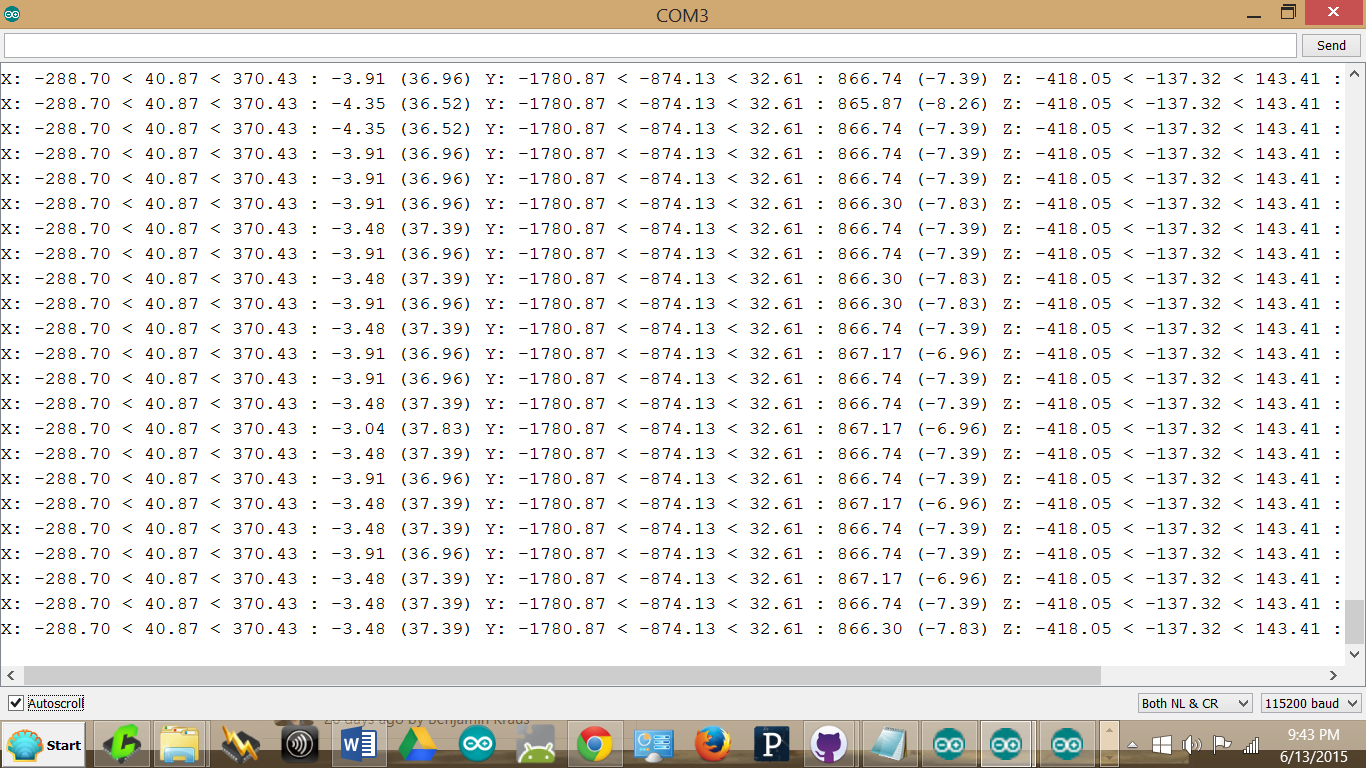 COM3
Send
X: -288.70 < 40.87 < 370.43 : -3.91 (36.96) Y: -1780.87 < -874.13 < 32.61 : 866.74 (-7.39) Z: -418.05 < -137.32 < 143.41 :
X: -288.70 < 40.87 < 370.43 : -4.35 (36.52) Y: -1780.87 < -874.13 < 32.61 : 865.87 (-8.26) Z: -418.05 < -137.32 < 143.41 :
X: -288.70 < 40.87 < 370.43 : -4.35 (36.52) Y: -1780.87 < -874.13 < 32.61 : 866.74 (-7.39) Z: -418.05 < -137.32 < 143.41 :
X: -288.70 < 40.87 < 370.43 : -3.91 (36.96) Y: -1780.87 < -874.13 < 32.61 : 866.74 (-7.39) Z: -418.05 < -137.32 < 143.41 :
X: -288.70 < 40.87 < 370.43 : -3.91 (36.96) Y: -1780.87 < -874.13 < 32.61 : 866.74 (-7.39) Z: -418.05 < -137.32 < 143.41 :
X: -288.70 < 40.87 < 370.43 : -3.91 (36.96) Y: -1780.87 < -874.13 < 32.61 : 866.30 (-7.83) Z: -418.05 < -137.32 < 143.41 :
X: -288.70 < 40.87 < 370.43 : -3.48 (37.39) Y: -1780.87 < -874.13 < 32.61 : 866.74 (-7.39) Z: -418.05 < -137.32 < 143.41 :
X: -288.70 < 40.87 < 370.43 : -3.91 (36.96) Y: -1780.87 < -874.13 < 32.61 : 866.74 (-7.39) Z: -418.05 < -137.32 < 143.41 :
X: -288.70 < 40.87 < 370.43 : -3.48 (37.39) Y: -1780.87 < -874.13 < 32.61 : 866.30 (-7.83) Z: -418.05 < -137.32 < 143.41 :
X: -288.70 < 40.87 < 370.43 : -3.91 (36.96) Y: -1780.87 < -874.13 < 32.61 : 866.30 (-7.83) Z: -418.05 < -137.32 < 143.41 :
X: -288.70 < 40.87 < 370.43 : -3.48 (37.39) Y: -1780.87 < -874.13 < 32.61 : 866.74 (-7.39) Z: -418.05 < -137.32 < 143.41 :
X: -288.70 < 40.87 < 370.43 : -3.91 (36.96) Y: -1780.87 < -874.13 < 32.61 : 867.17 (-6.96) Z: -418.05 < -137.32 < 143.41 :
X: -288.70 < 40.87 < 370.43 : -3.91 (36.96) Y: -1780.87 < -874.13 < 32.61 : 866.74 (-7.39) Z: -418.05 < -137.32 < 143.41 :
X: -288.70 < 40.87 < 370.43 : -3.48 (37.39) Y: -1780.87 < -874.13 < 32.61 : 866.74 (-7.39) Z: -418.05 < -137.32 < 143.41 :
X: -288.70 < 40.87 < 370.43 : -3.04 (37.83) Y: -1780.87 < -874.13 < 32.61 : 867.17 (-6.96) Z: -418.05 < -137.32 < 143.41 :
X: -288.70 < 40.87 < 370.43 : -3.48 (37.39) Y: -1780.87 < -874.13 < 32.61 : 866.74 (-7.39) Z: -418.05 < -137.32 < 143.41 :
X: -288.70 < 40.87 < 370.43 : -3.91 (36.96) Y: -1780.87 < -874.13 < 32.61 : 866.74 (-7.39) Z: -418.05 < -137.32 < 143.41 :
X: -288.70 < 40.87 < 370.43 : -3.48 (37.39) Y: -1780.87 < -874.13 < 32.61 : 867.17 (-6.96) Z: -418.05 < -137.32 < 143.41 :
X: -288.70 < 40.87 < 370.43 : -3.48 (37.39) Y: -1780.87 < -874.13 < 32.61 : 866.74 (-7.39) Z: -418.05 < -137.32 < 143.41 :
X: -288.70 < 40.87 < 370.43 : -3.91 (36.96) Y: -1780.87 < -874.13 < 32.61 : 866.74 (-7.39) Z: -418.05 < -137.32 < 143.41 :
X: -288.70 < 40.87 < 370.43 : -3.48 (37.39) Y: -1780.87 < -874.13 < 32.61 : 867.17 (-6.96) Z: -418.05 < -137.32 < 143.41 :
X: -288.70 < 40.87 < 370.43 : -3.48 (37.39) Y: -1780.87 < -874.13 < 32.61 : 866.74 (-7.39) Z: -418.05 < -137.32 < 143.41 :
X: -288.70 < 40.87 < 370.43 : -3.48 (37.39) Y: -1780.87 < -874.13 < 32.61 : 866.30 (-7.83) Z: -418.05 < -137.32 < 143.41 :
Autoscroll
Both NL & CR
115200 baud
days ago by Benjamin Kraus
Start
9:43 PM
6/13/2015